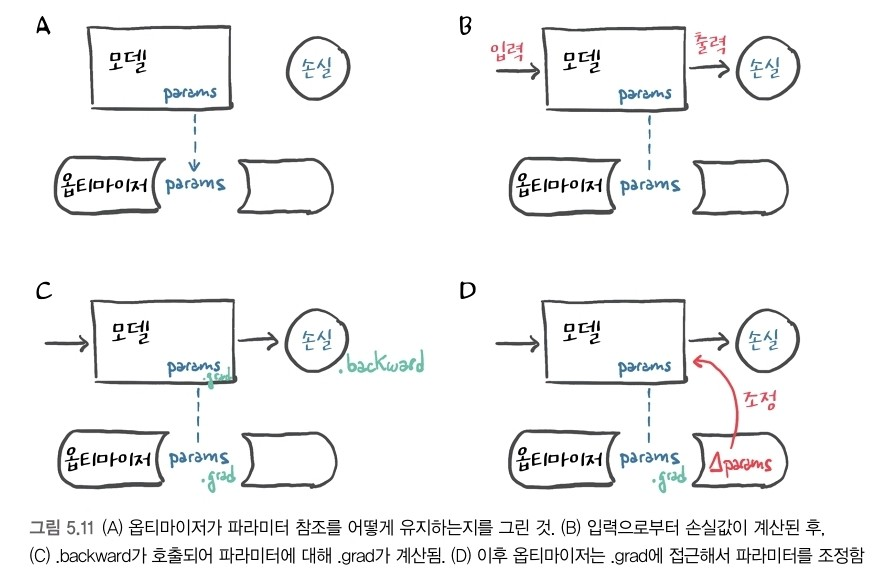 A
모델
params
손실
옵티마이저
params
B
입력
모델
params
출력
손실
옵티마이저
params
C
모델
params
.grad
손실
.backward
옵티마이저
params
.grad
D
모델
params
손실
조정
옵티마이저
params
.grad
Δparams
그림 5.11 (A) 옵티마이저가 파라미터 참조를 어떻게 유지하는지를 그린 것. (B) 입력으로부터 손실값이 계산된 후,
(C) .backward가 호출되어 파라미터에 대해 .grad가 계산됨. (D) 이후 옵티마이저는 .grad에 접근해서 파라미터를 조정함